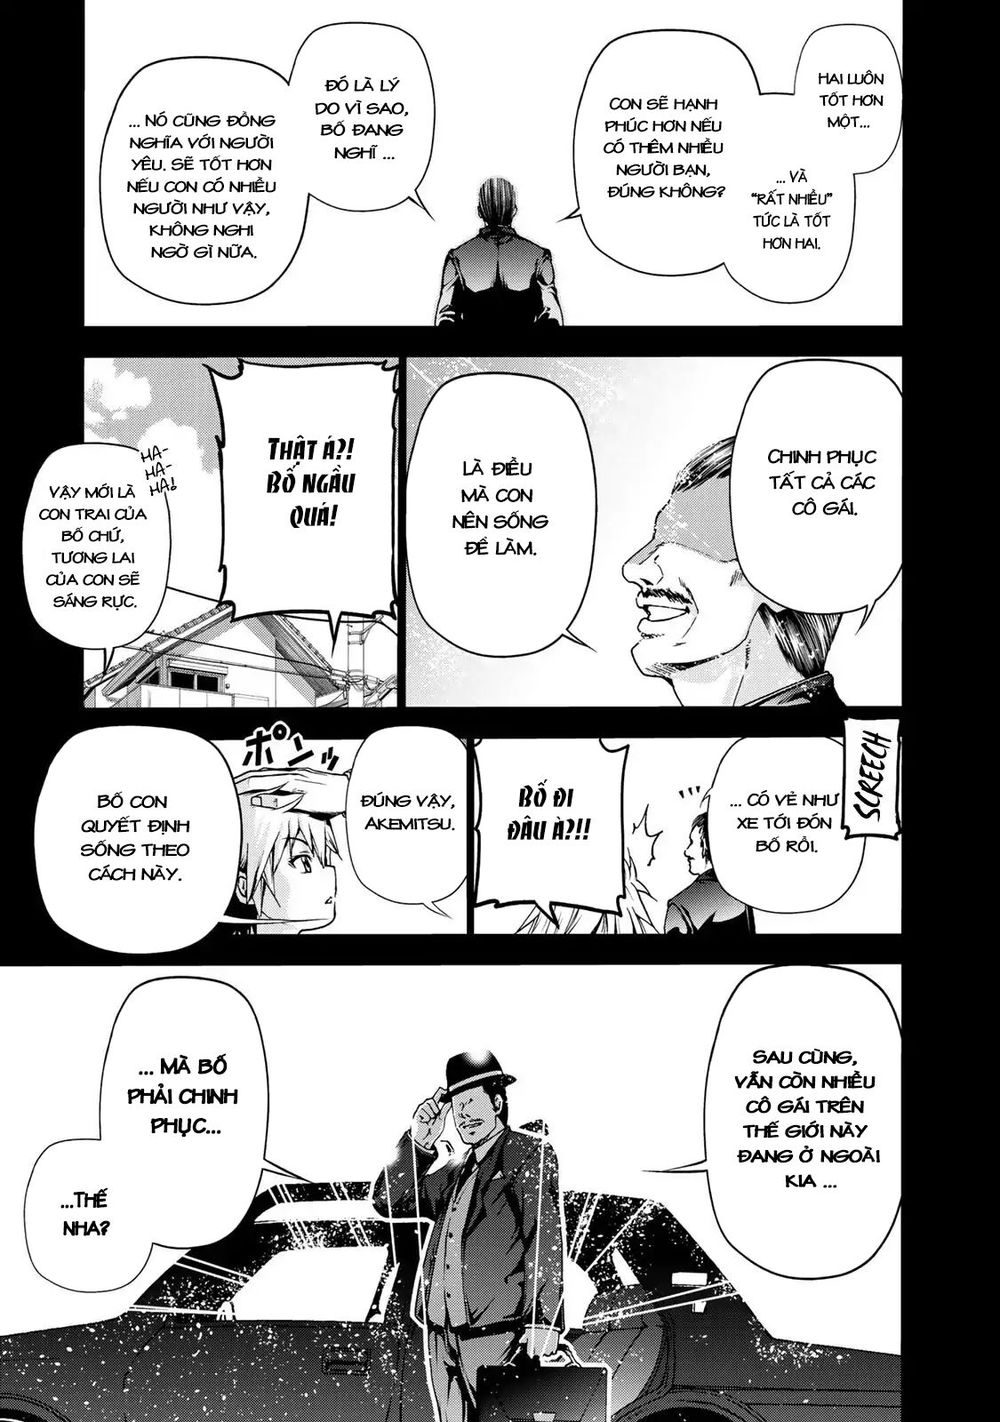 HAI LUÔN
TỐT HƠN
MỘT...
... VÀ
"RẤT NHIỀU"
TỨC LÀ TỐT
HƠN HAI.
CON SẼ HẠNH
PHÚC HƠN NẾU
CÓ THÊM NHIỀU
NGƯỜI BẠN,
ĐÚNG KHÔNG?
ĐÓ LÀ LÝ
DO VÌ SAO,
BỐ ĐANG
NGHĨ ...
... NÓ CŨNG ĐỒNG
NGHĨA VỚI NGƯỜI
YÊU. SẼ TỐT HƠN
NẾU CON CÓ NHIỀU
NGƯỜI NHƯ VẬY,
KHÔNG NGHI
NGỜ GÌ NỮA.
CHINH PHỤC
TẤT CẢ CÁC
CÔ GÁI.
LÀ ĐIỀU
MÀ CON
NÊN SỐNG
ĐỀ LÀM.
THẬT Á?!
BỐ NGẦU
QUÁ!
HA-
HA-
HA!
VẬY MỚI LÀ
CON TRAI CỦA
BỐ CHỨ,
TƯƠNG LAI
CỦA CON SẼ
SÁNG RỰC.
SCREECH
... CÓ VẺ NHƯ
XE TỚI ĐÓN
BỐ RỒI.
BỐ ĐI
ĐÂU À?!!
ĐÚNG VẬY,
AKEMITSU.
ポンッ
BỐ CON
QUYẾT ĐỊNH
SỐNG THEO
CÁCH NÀY.
SAU CÙNG,
VẪN CÒN NHIỀU
CÔ GÁI TRÊN
THẾ GIỚI NÀY
ĐANG Ở NGOÀI
KIA ...
... MÀ BỐ
PHẢI CHINH
PHỤC...
...THẾ
NHA?